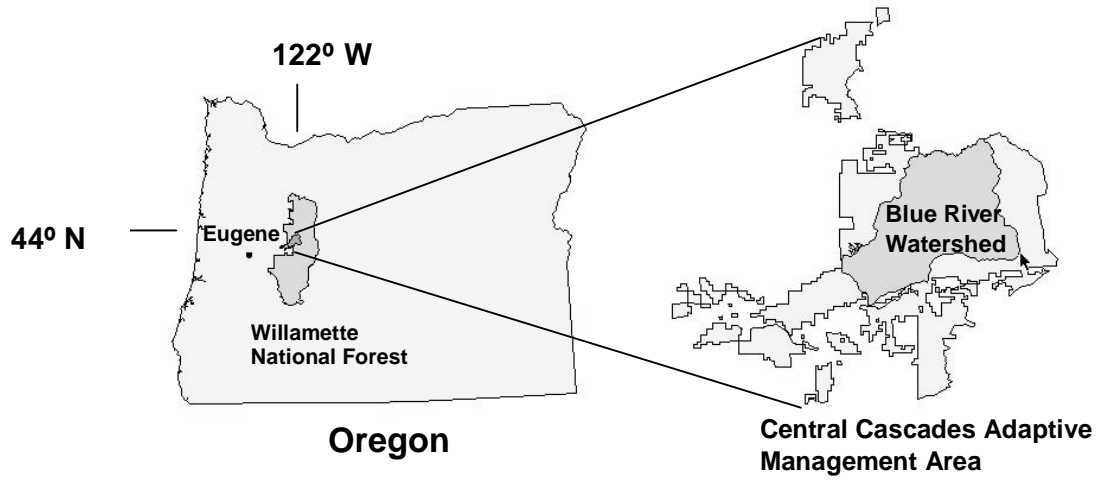 122º W
44º N
Eugene
Willamette
National Forest
Oregon
Blue River
Watershed
Central Cascades Adaptive
Management Area